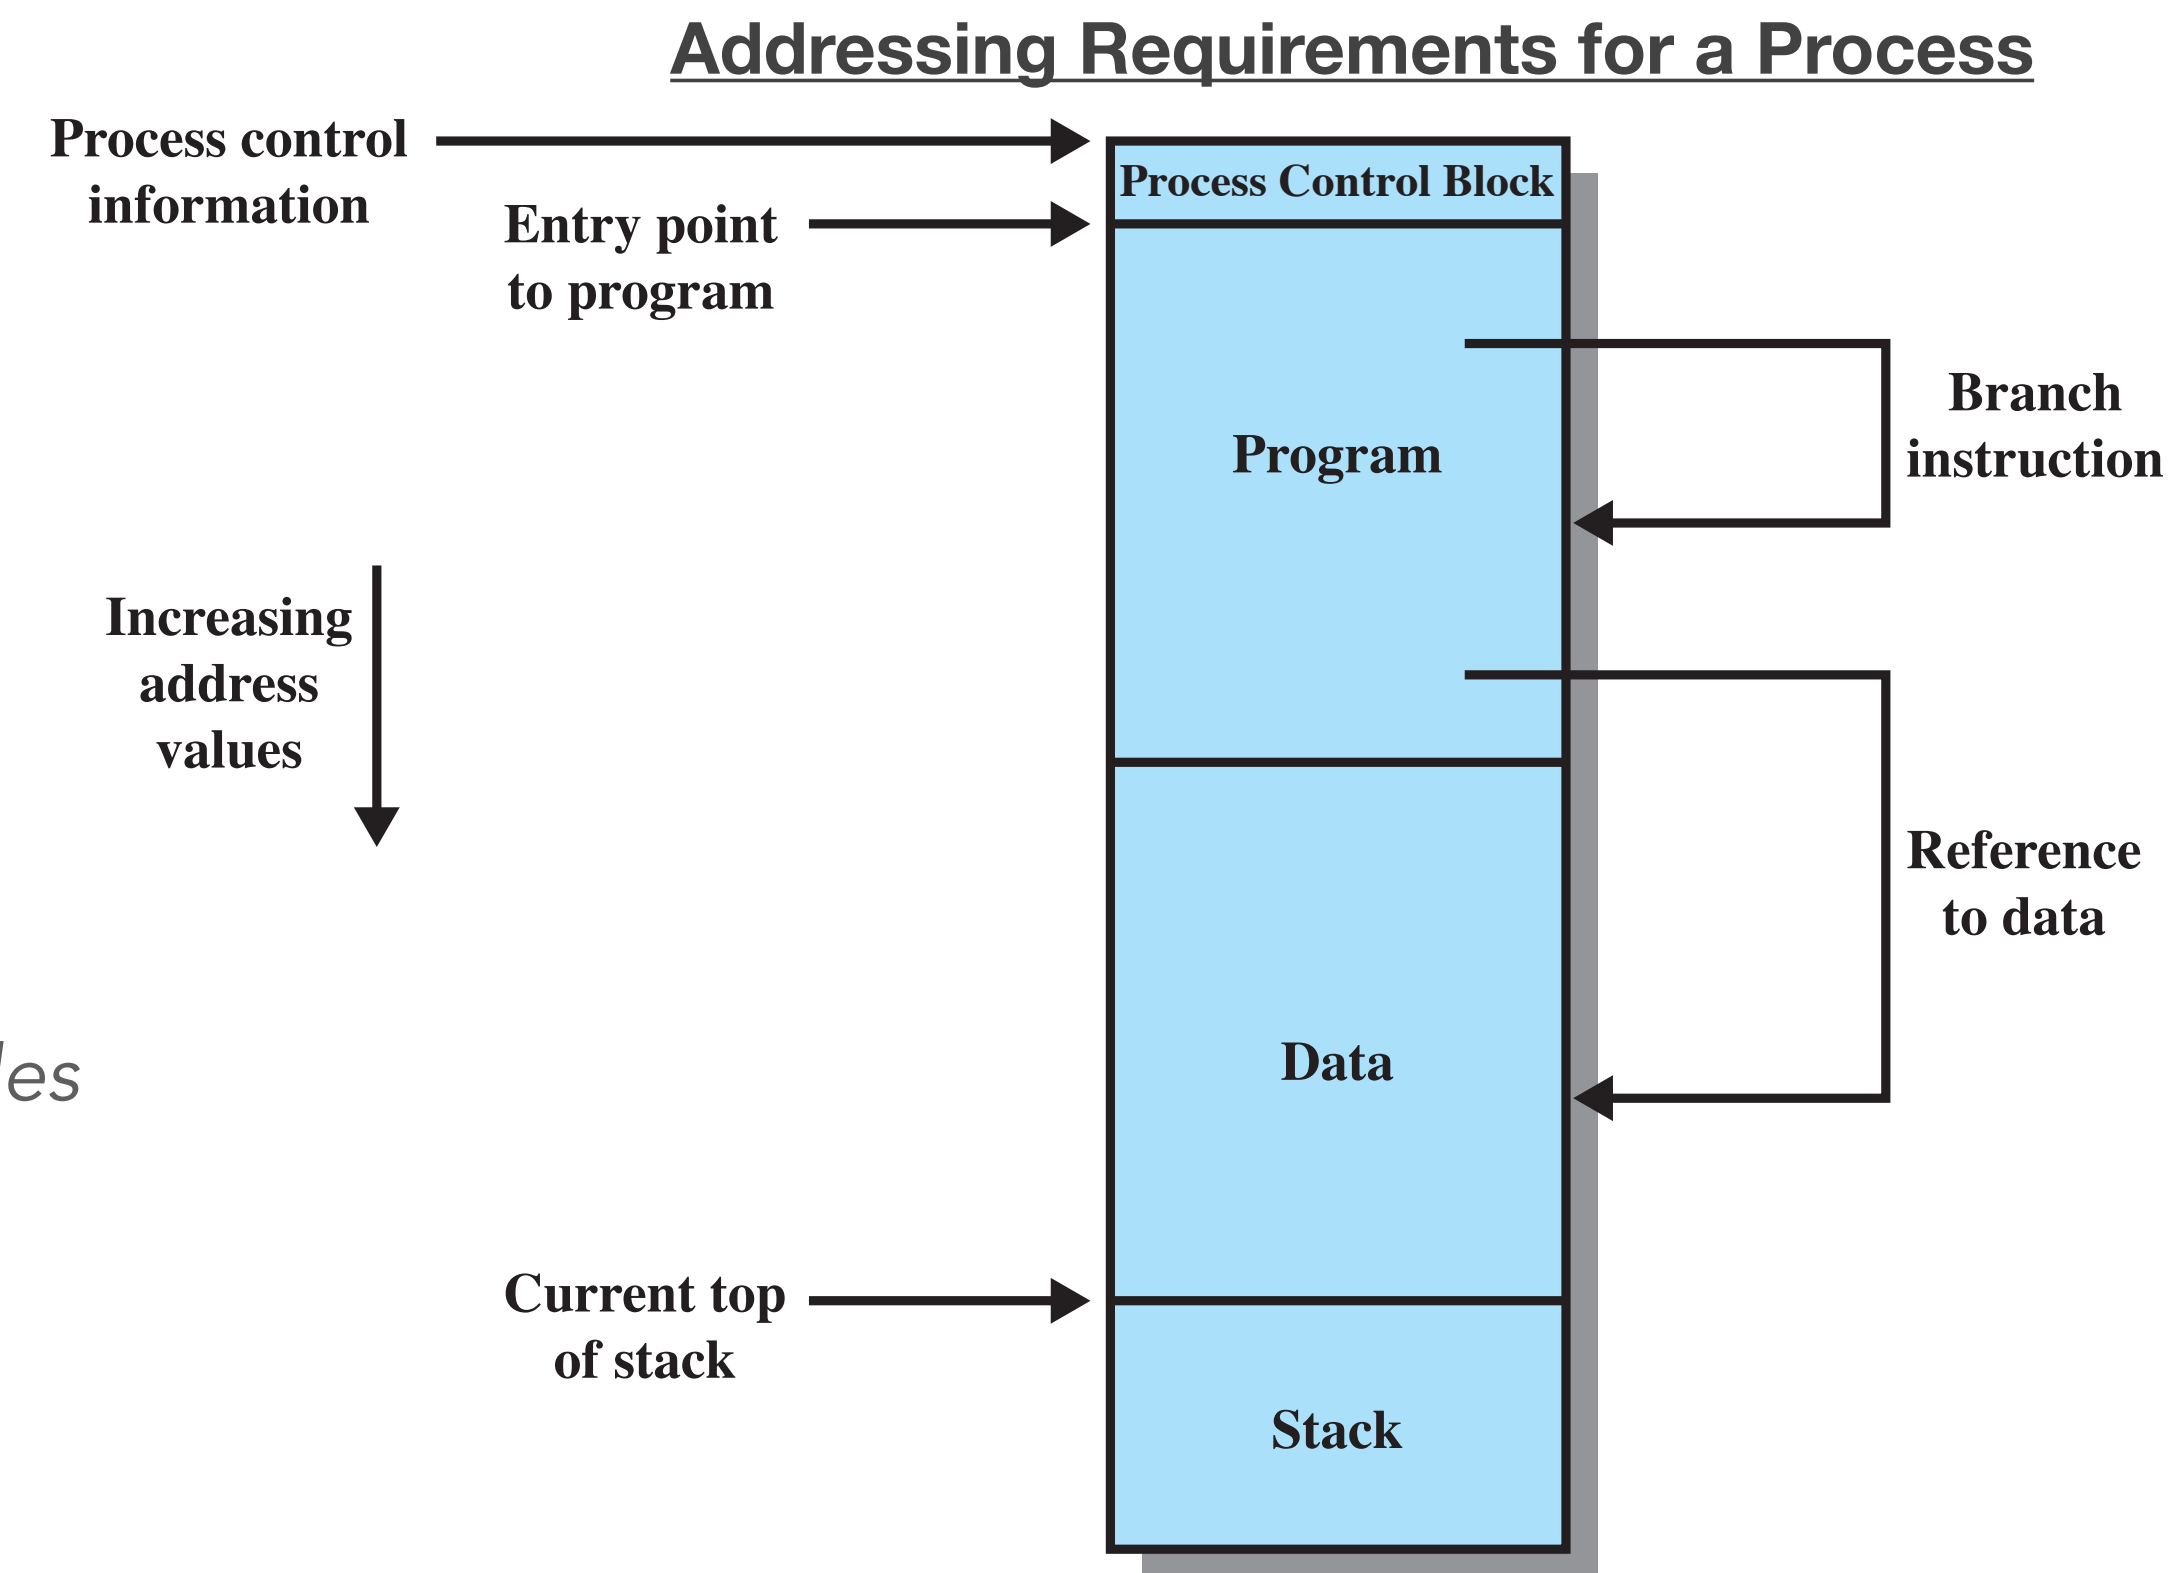 Addressing Requirements for a Process
Process control
information
Process Control Block
Entry point
to program
Branch
instruction
Program
Increasing
address
values
Reference
to data
Data
Current top
of stack
Stack